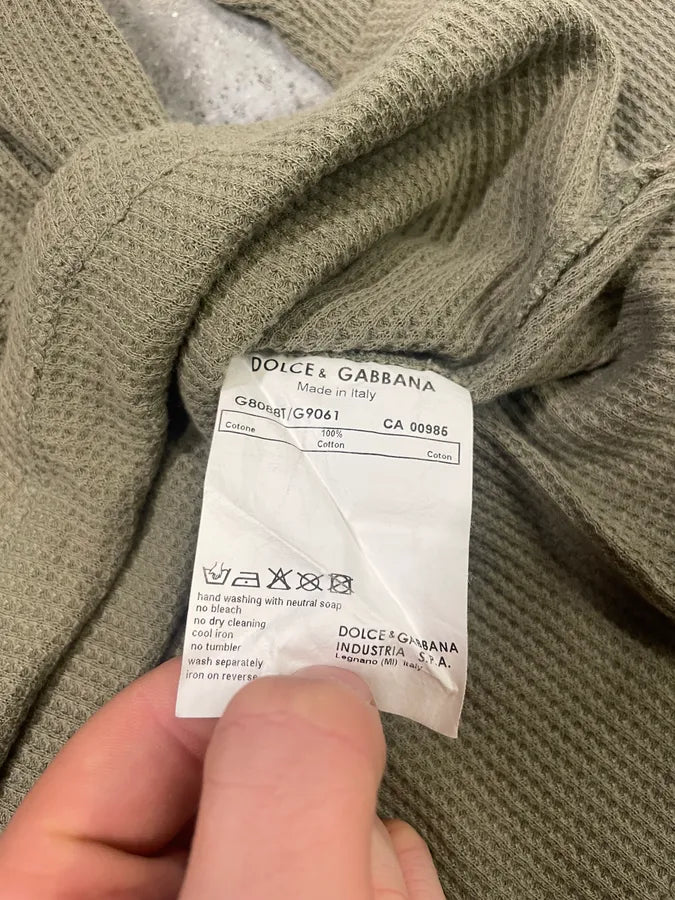 DOLCE & GABBANA
Made in Italy
G8088T/G9061 CA 00985
100%
Cotone Cotton Coton
hand washing with neutral soap
no bleach
no dry cleaning
cool iron
no tumbler
wash separately
iron on reverse
DOLCE & GABBANA
INDUSTRIA S.P.A.
Legnano (MI) Italy